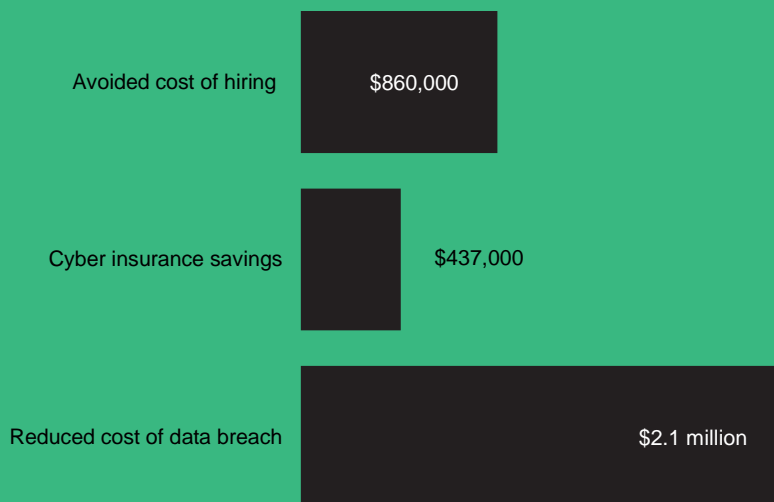 Avoided cost of hiring $860,000
Cyber insurance savings $437,000
Reduced cost of data breach $2.1 million